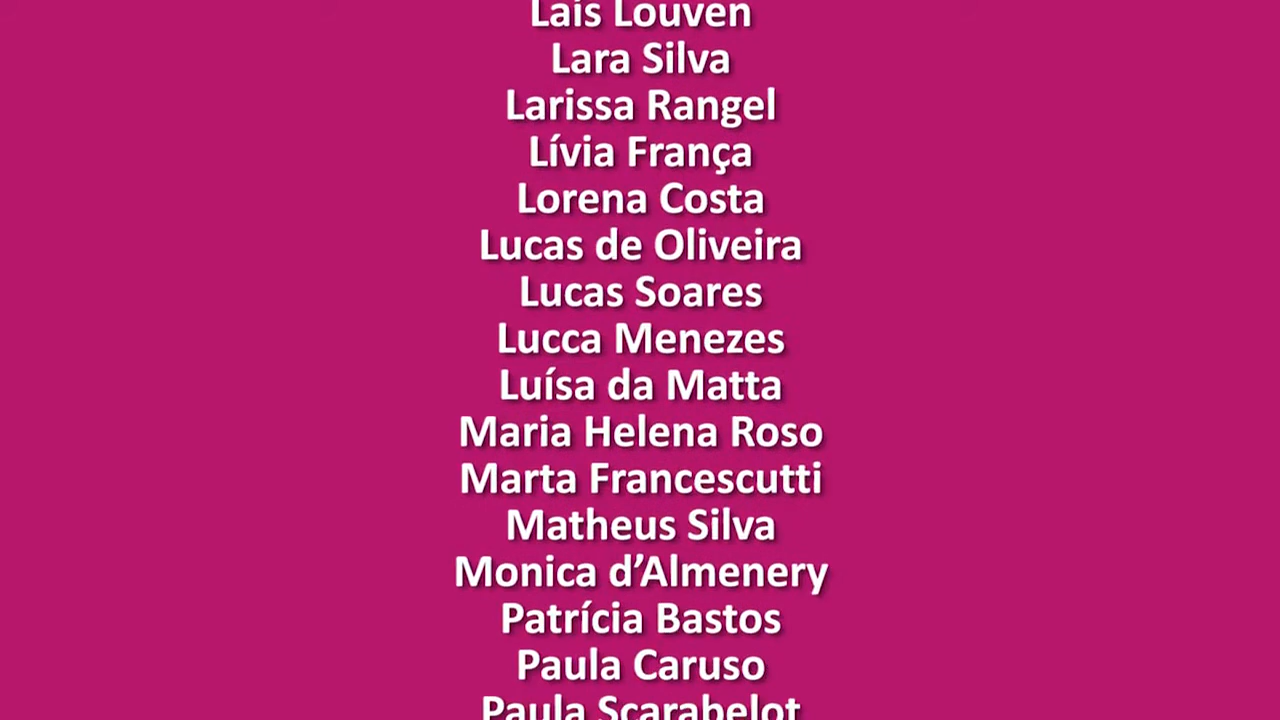 Laís Louven
Lara Silva
Larissa Rangel
Lívia França
Lorena Costa
Lucas de Oliveira
Lucas Soares
Lucca Menezes
Luísa da Matta
Maria Helena Roso
Marta Francescutti
Matheus Silva
Monica d’Almenery
Patrícia Bastos
Paula Caruso
Paula Scarabelot